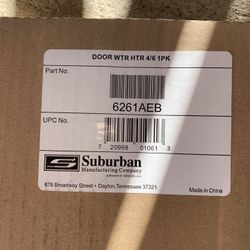 DOOR WTR HTR 4/6 1PK
Part No.
6261AEB
UPC No.
7 20998 01061 3
Suburban
Manufacturing Company
676 Broadway Street • Dayton,Tennessee 37321
Made in China